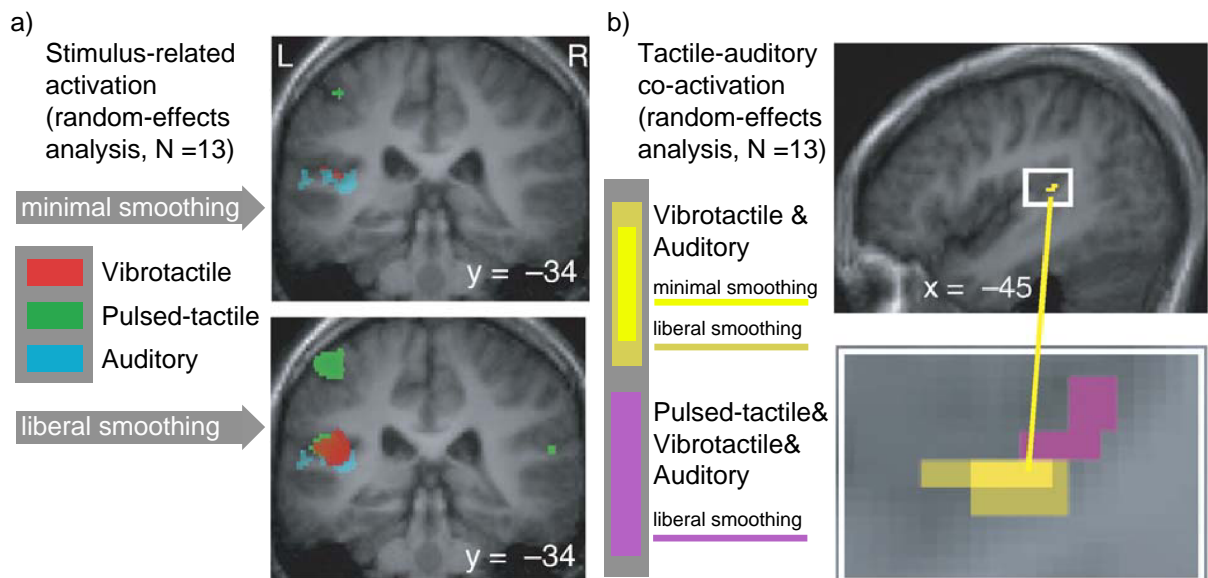 a)
Stimulus-related
activation
(random-effects
analysis, N =13)
minimal smoothing
Vibrotactile
Pulsed-tactile
Auditory
liberal smoothing
L
R
y = –34
y = –34
b)
Tactile-auditory
co-activation
(random-effects
analysis, N =13)
Vibrotactile &
Auditory
minimal smoothing
liberal smoothing
Pulsed-tactile&
Vibrotactile&
Auditory
liberal smoothing
x = –45